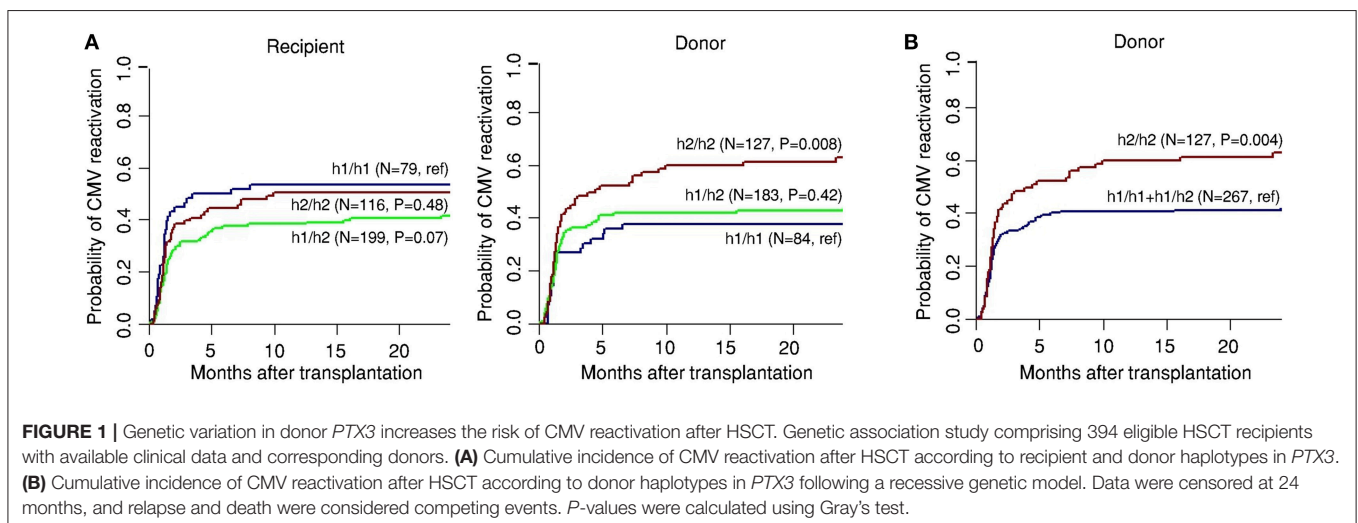 A
Recipient
Probability of CMV reactivation
0.0 0.2 0.4 0.6 0.8 1.0
h1/h1 (N=79, ref)
h2/h2 (N=116, P=0.48)
h1/h2 (N=199, P=0.07)
0 5 10 15 20
Months after transplantation
Donor
Probability of CMV reactivation
0.0 0.2 0.4 0.6 0.8 1.0
h2/h2 (N=127, P=0.008)
h1/h2 (N=183, P=0.42)
h1/h1 (N=84, ref)
0 5 10 15 20
Months after transplantation
B
Donor
Probability of CMV reactivation
0.0 0.2 0.4 0.6 0.8 1.0
h2/h2 (N=127, P=0.004)
h1/h1+h1/h2 (N=267, ref)
0 5 10 15 20
Months after transplantation
FIGURE 1 | Genetic variation in donor PTX3 increases the risk of CMV reactivation after HSCT. Genetic association study comprising 394 eligible HSCT recipients
with available clinical data and corresponding donors. (A) Cumulative incidence of CMV reactivation after HSCT according to recipient and donor haplotypes in PTX3.
(B) Cumulative incidence of CMV reactivation after HSCT according to donor haplotypes in PTX3 following a recessive genetic model. Data were censored at 24
months, and relapse and death were considered competing events. P-values were calculated using Gray's test.